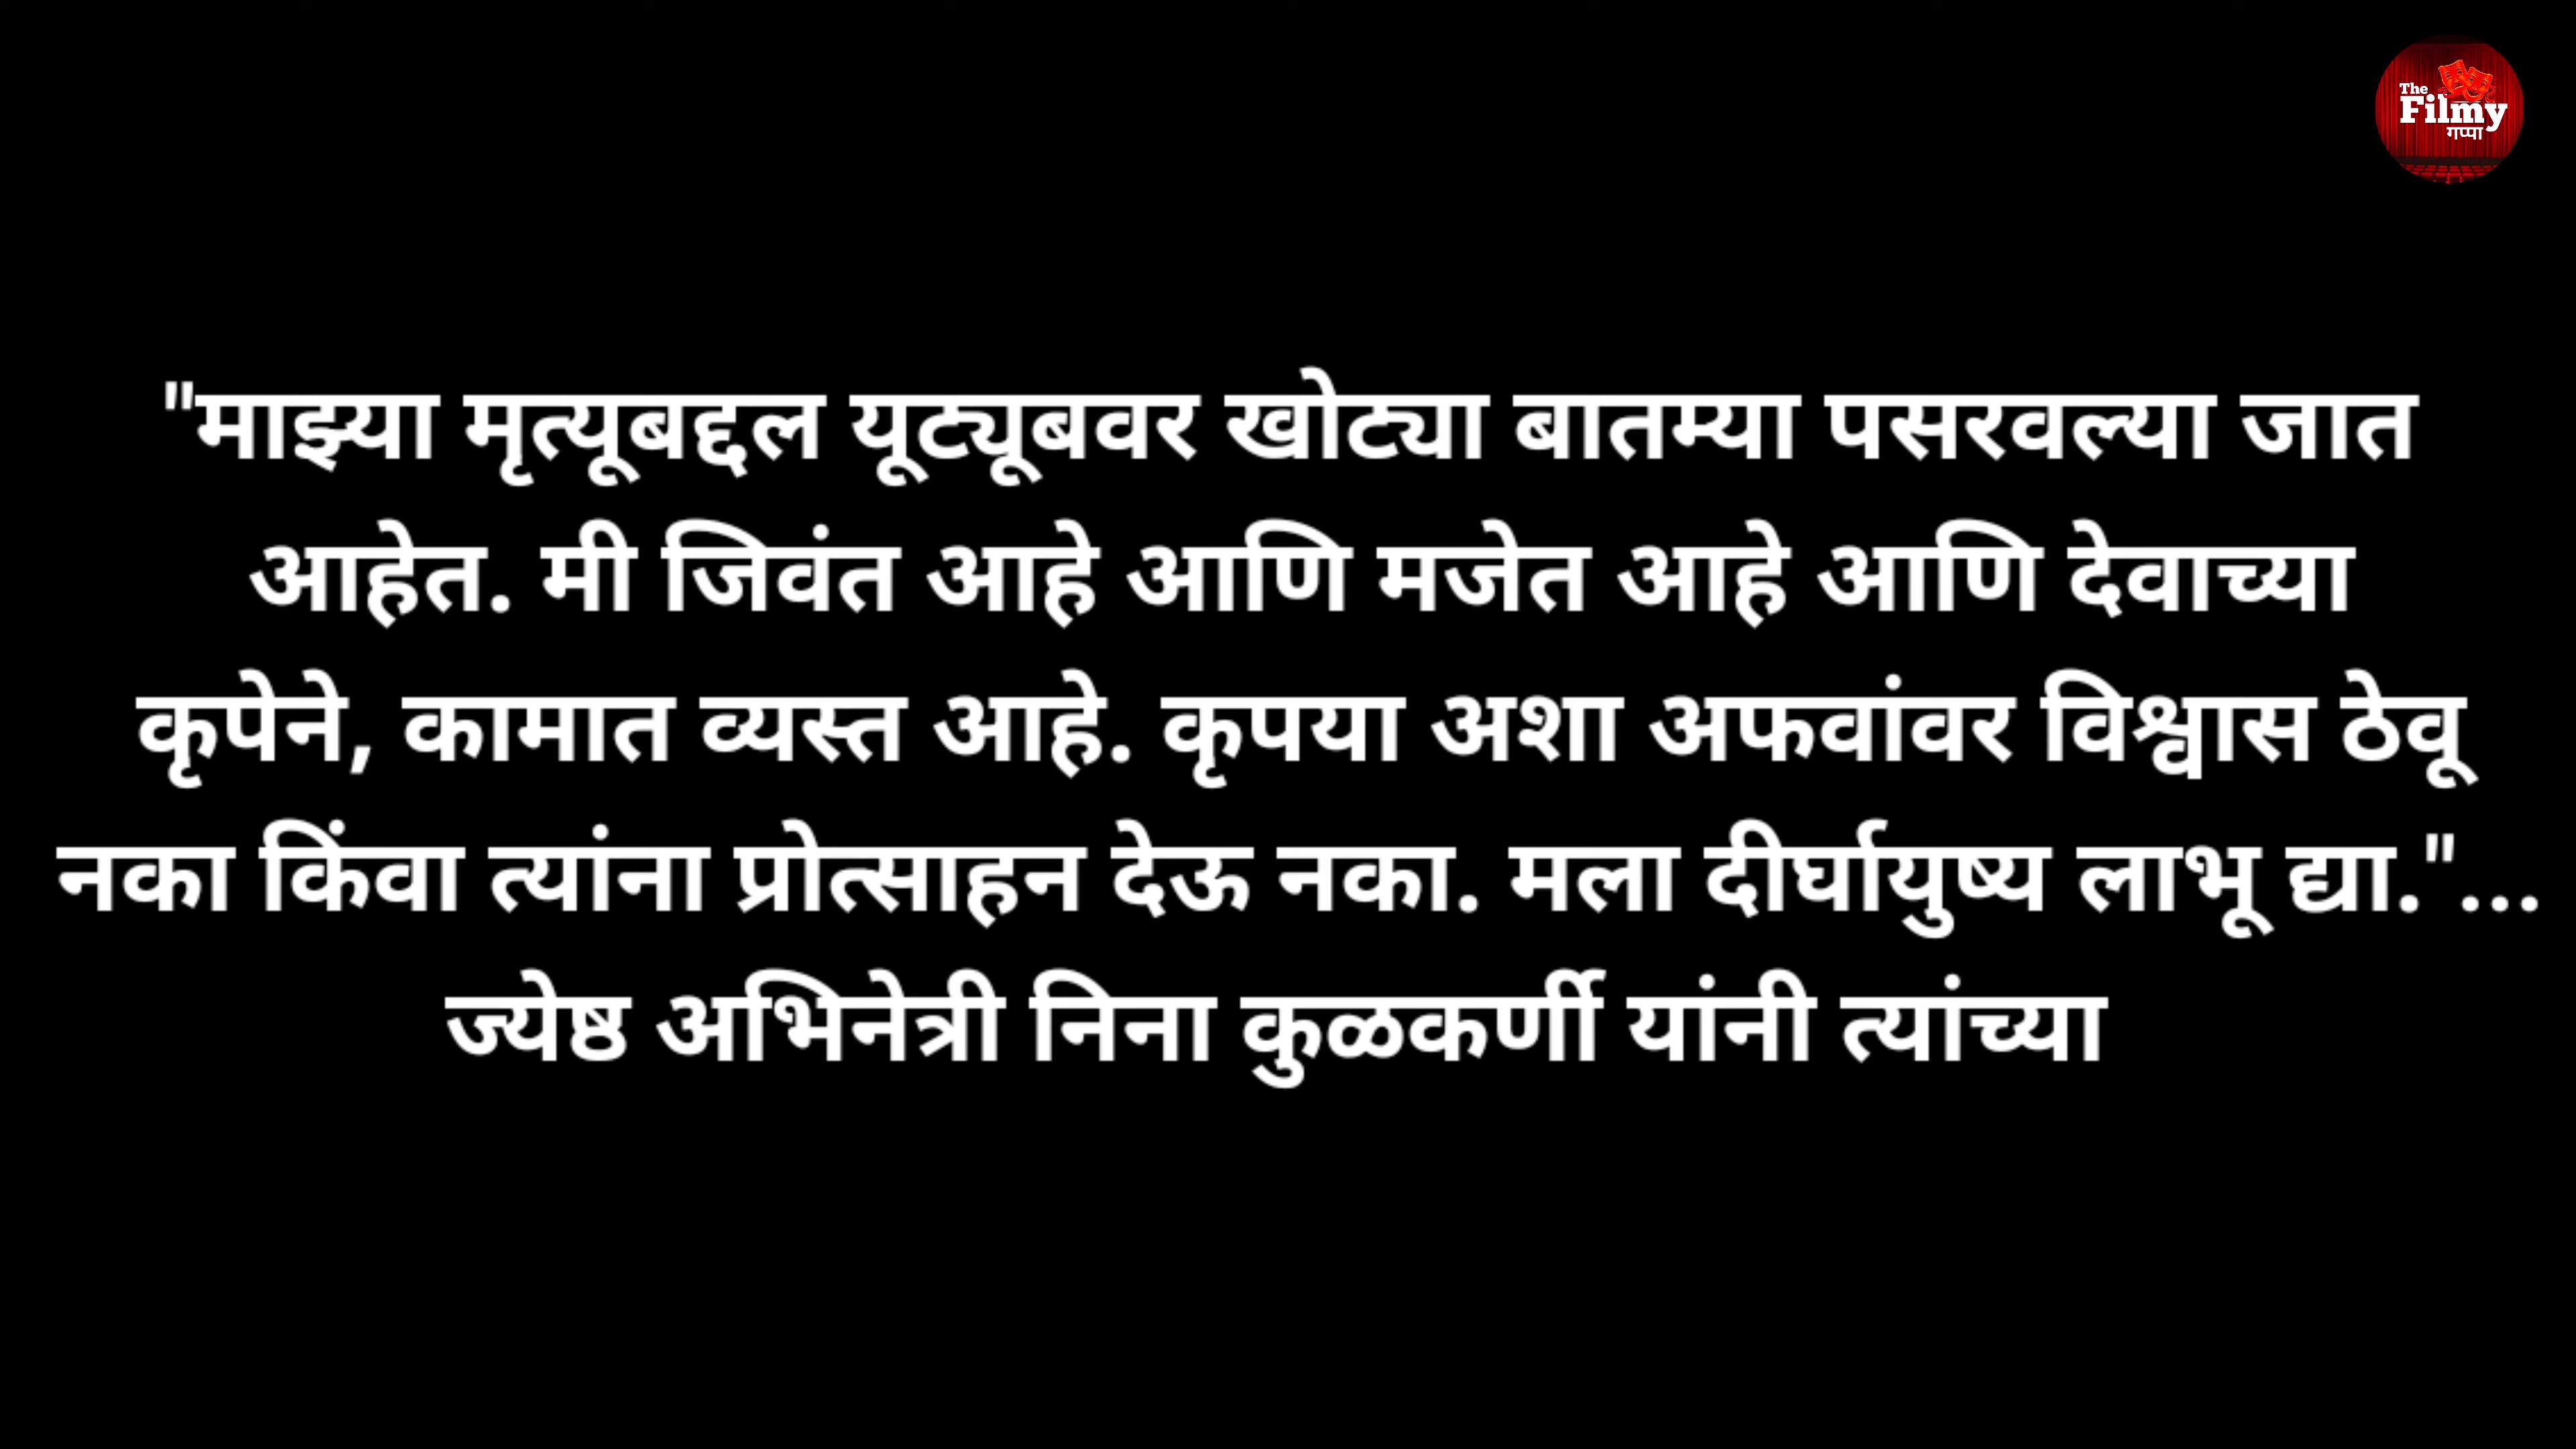 The
Filmy
गप्पा
"माझ्या मृत्यूबद्दल यूट्यूबवर खोट्या बातम्या पसरवल्या जात
आहेत. मी जिवंत आहे आणि मजेत आहे आणि देवाच्या
कृपेने, कामात व्यस्त आहे. कृपया अशा अफवांवर विश्वास ठेवू
नका किंवा त्यांना प्रोत्साहन देऊ नका. मला दीर्घायुष्य लाभू द्या."...
ज्येष्ठ अभिनेत्री निना कुळकर्णी यांनी त्यांच्या